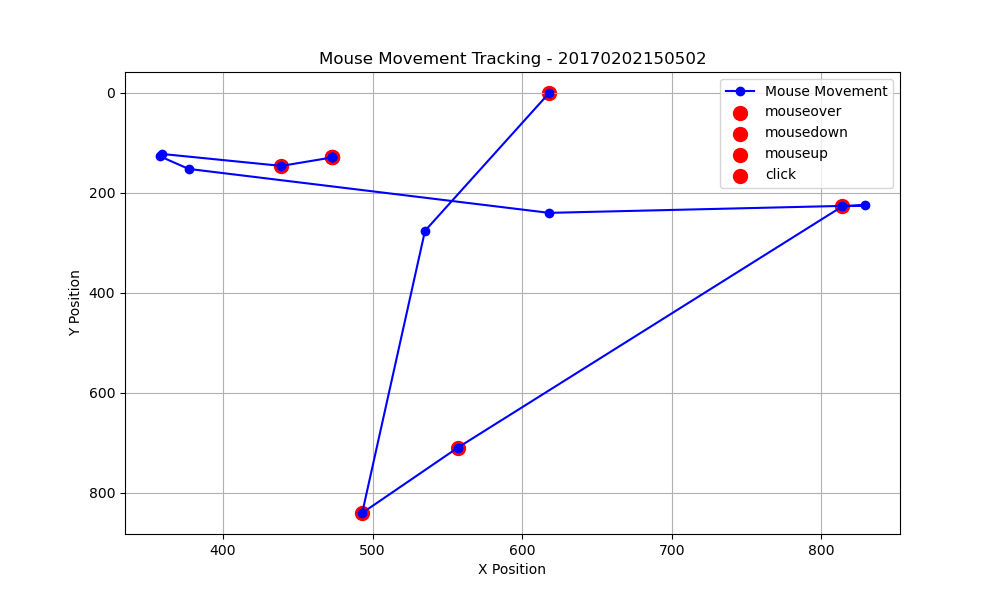 Mouse Movement Tracking - 20170202150502
Mouse Movement
mouseover
mousedown
mouseup
click
0
200
400
600
800
Y Position
400
500
600
700
800
X Position